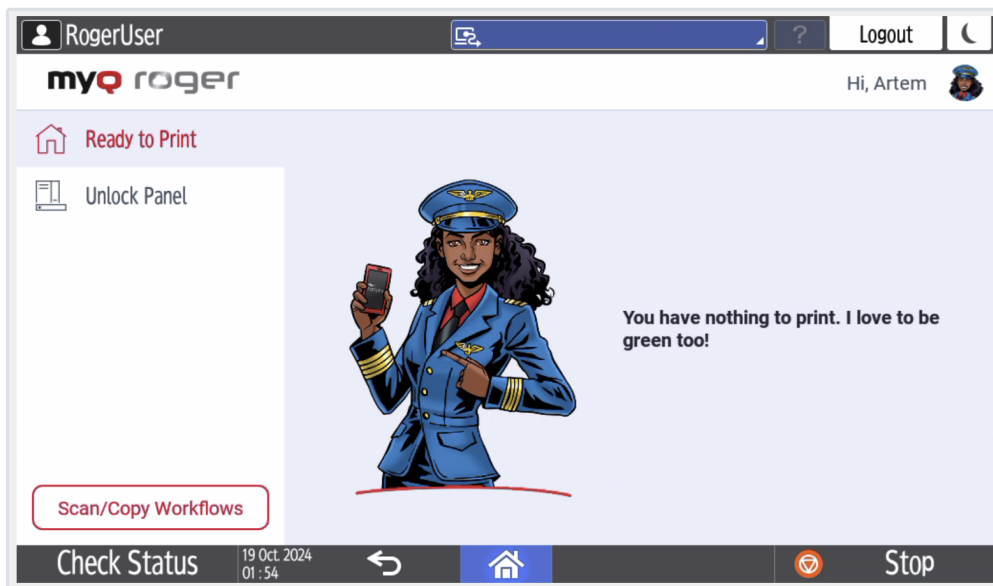 RogerUser
?
Logout
myQ roger
Hi, Artem
Ready to Print
Unlock Panel
You have nothing to print. I love to be
green too!
Scan/Copy Workflows
Check Status
19 Oct. 2024
01:54
Stop